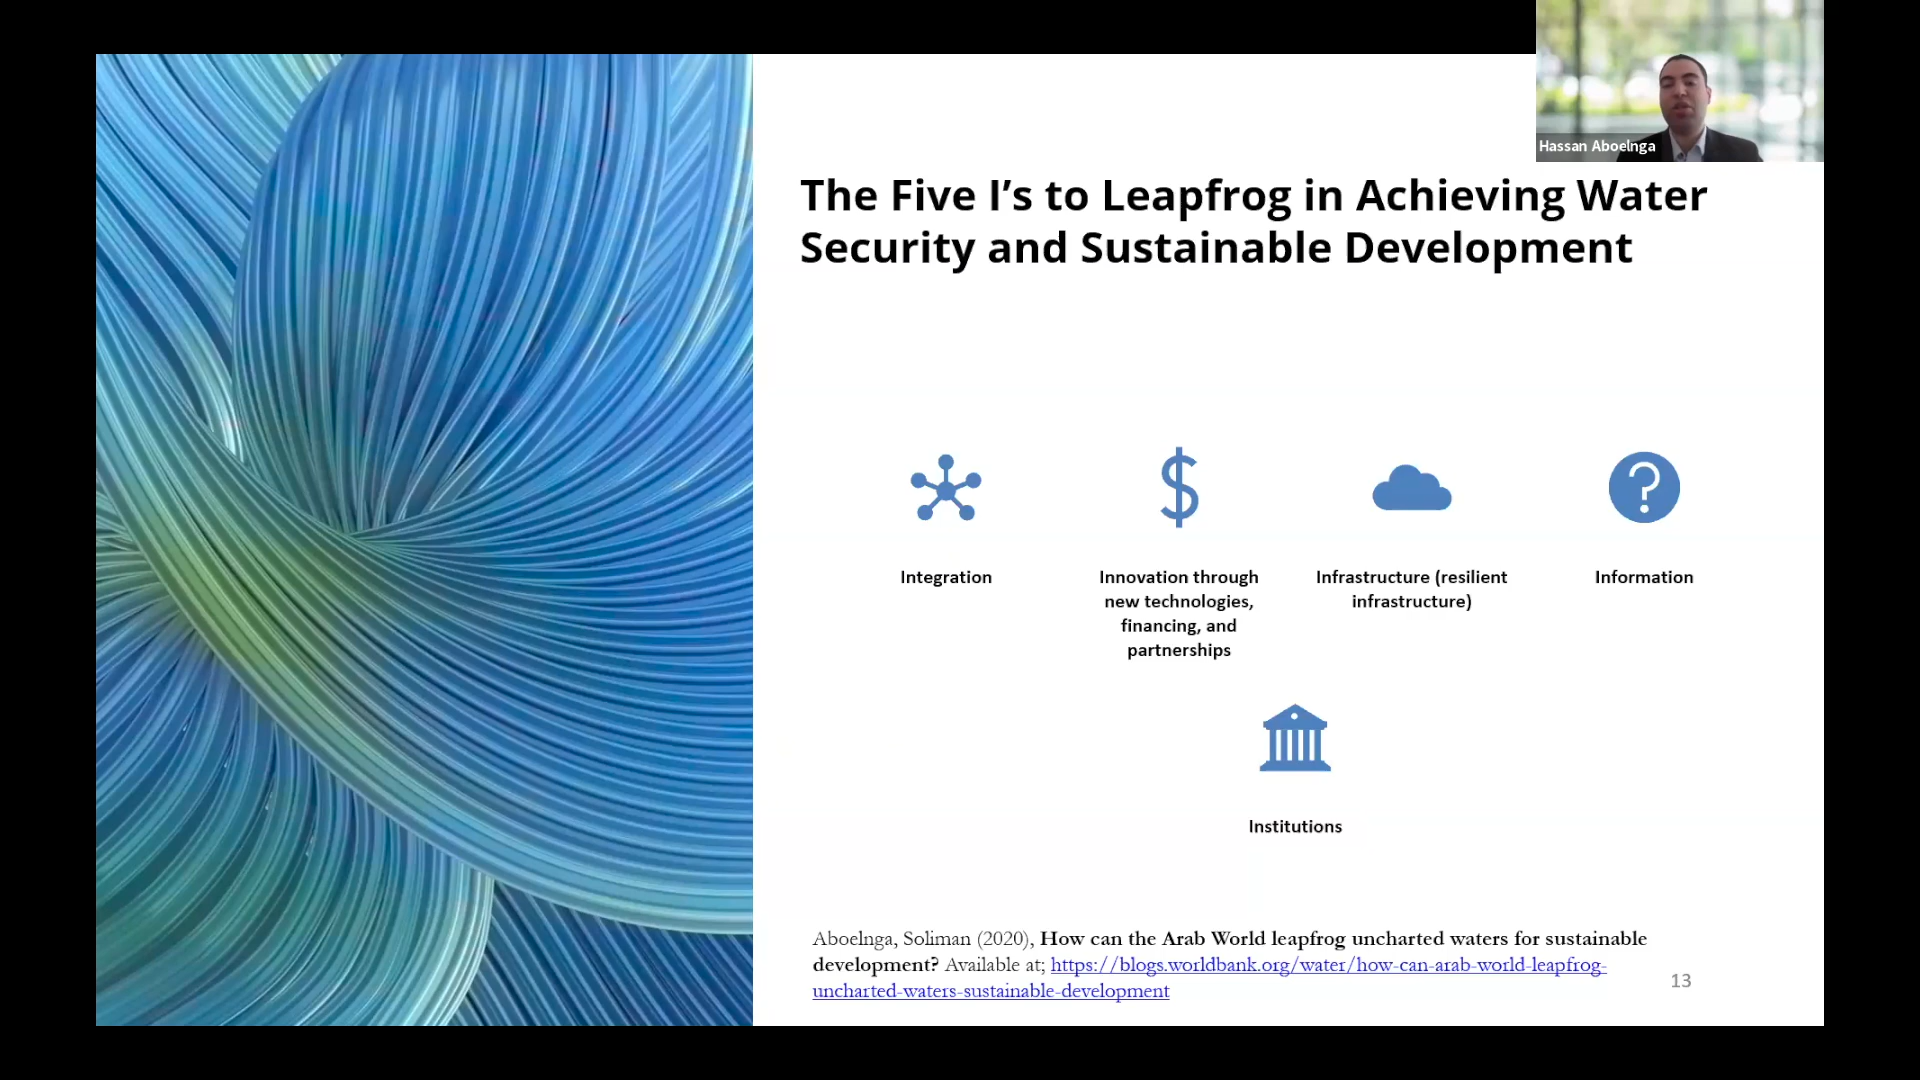 Hassan Aboelnga
The Five I’s to Leapfrog in Achieving Water
Security and Sustainable Development
Integration
Innovation through
new technologies,
financing, and
partnerships
Infrastructure (resilient
infrastructure)
Information
Institutions
Aboelnga, Soliman (2020), How can the Arab World leapfrog uncharted waters for sustainable
development? Available at; https://blogs.worldbank.org/water/how-can-arab-world-leapfrog-
uncharted-waters-sustainable-development
13